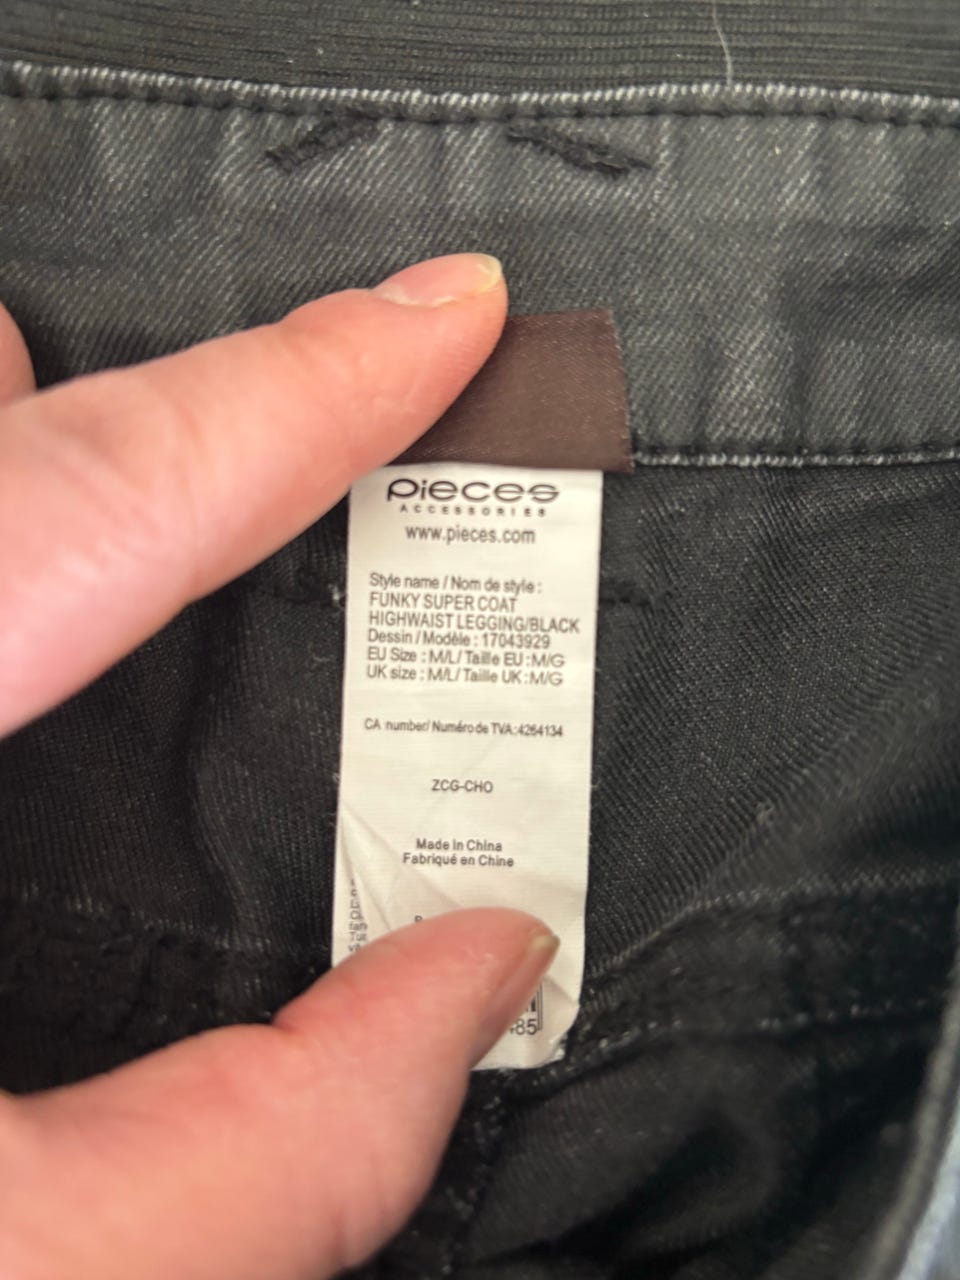 pieces
ACCESSORIES
www.pieces.com
Style name / Nom de style :
FUNKY SUPER COAT
HIGHWAIST LEGGING/BLACK
Dessin / Modèle : 17043929
EU Size : M/L/ Taille EU :M/G
UK size : M/L/ Taille UK :M/G
CA number/ Numéro de TVA:4264134
ZCG-CHO
Made in China
Fabriqué en Chine
85